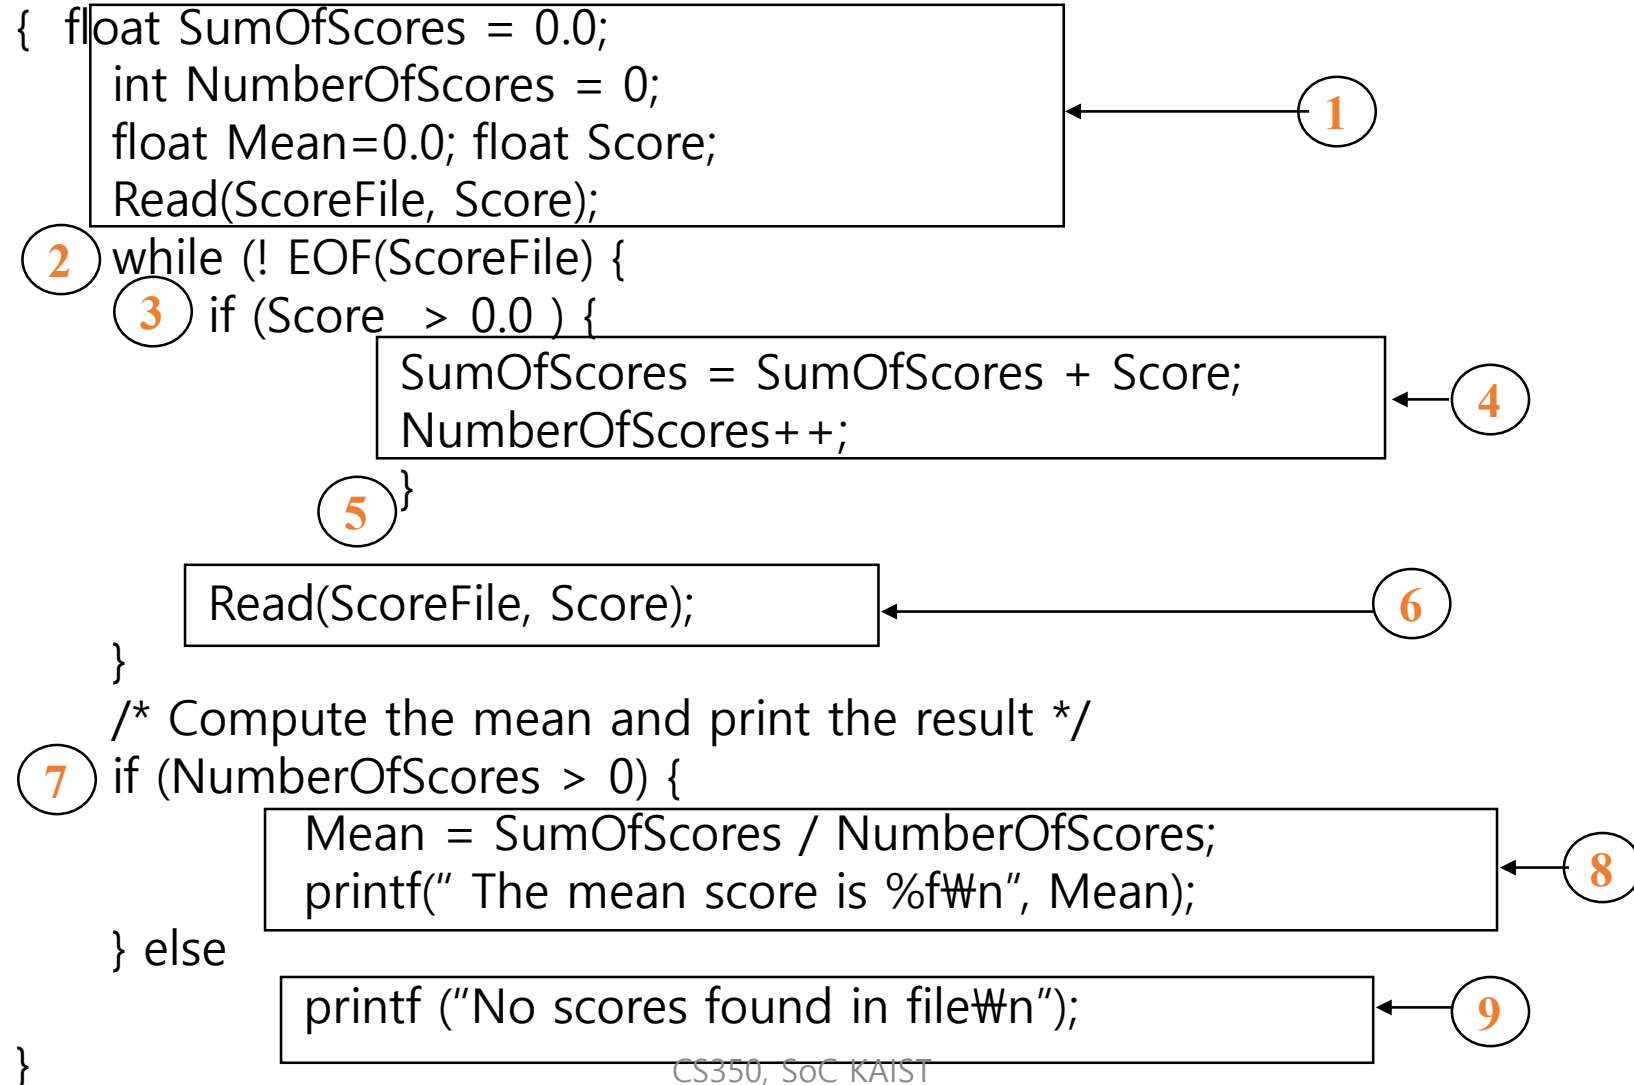 { float SumOfScores = 0.0;
int NumberOfScores = 0;
1
float Mean=0.0; float Score;
Read(ScoreFile, Score);
2 while (! EOF(ScoreFile) {
3 if (Score > 0.0 ) {
SumOfScores = SumOfScores + Score;
4
NumberOfScores++;
5 }
Read(ScoreFile, Score); 6
}
/* Compute the mean and print the result */
7 if (NumberOfScores > 0) {
Mean = SumOfScores / NumberOfScores;
8
printf(” The mean score is %f₩n”, Mean);
} else
printf (”No scores found in file₩n”); 9
}
CS350, SoC KAIST